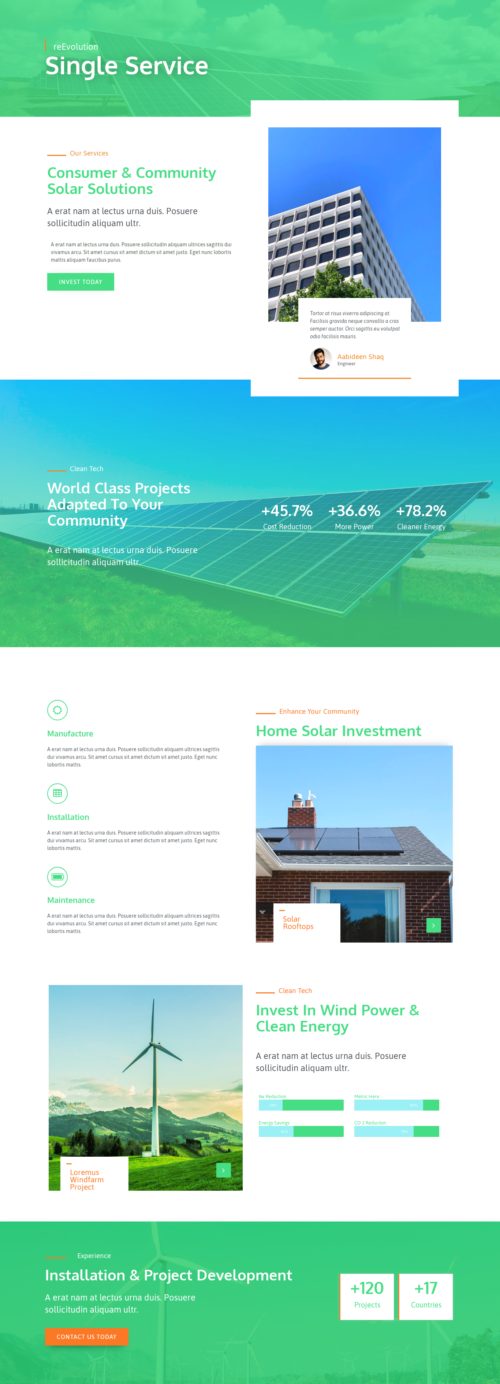 reEvolution
Single Service
Our Services
Consumer & Community
Solar Solutions
A erat nam at lectus urna duis. Posuere
sollicitudin aliquam ultr.
A erat nam at lectus urna duis. Posuere sollicitudin aliquam ultrices sagittis dui
vivamus arcu. Sit amet cursus sit amet dictum sit amet justo. Eget nunc lobortis
mattis aliquam faucibus purus.
INVEST TODAY
Tortor at risus viverra adipiscing at
Facilisis gravida neque convallis a cras
semper auctor. Orci sagittis eu volutpat
odio facilisis mauris
Aabideen Shaq
Engineer
Clean Tech
World Class Projects
Adapted To Your
Community
A erat nam at lectus urna duis. Posuere
sollicitudin aliquam ultr.
+45.7%
Cost Reduction
+36.6%
More Power
+78.2%
Cleaner Energy
Manufacture
A erat nam at lectus urna duis. Posuere sollicitudin aliquam ultrices sagittis
dui vivamus arcu. Sit amet cursus sit amet dictum sit amet justo. Eget nunc
lobortis mattis.
Installation
A erat nam at lectus urna duis. Posuere sollicitudin aliquam ultrices sagittis
dui vivamus arcu. Sit amet cursus sit amet dictum sit amet justo. Eget nunc
lobortis mattis.
Maintenance
A erat nam at lectus urna duis. Posuere sollicitudin aliquam ultrices sagittis
dui vivamus arcu. Sit amet cursus sit amet dictum sit amet justo. Eget nunc
lobortis mattis.
Enhance Your Community
Home Solar Investment
Solar
Rooftops
Loremus
Windfarm
Project
Clean Tech
Invest In Wind Power &
Clean Energy
A erat nam at lectus urna duis. Posuere
sollicitudin aliquam ultr.
Reduction
Metric Here
Energy Savings
CO 2 Reduction
Experience
Installation & Project Development
A erat nam at lectus urna duis. Posuere
sollicitudin aliquam ultr.
CONTACT US TODAY
+120
Projects
+17
Countries